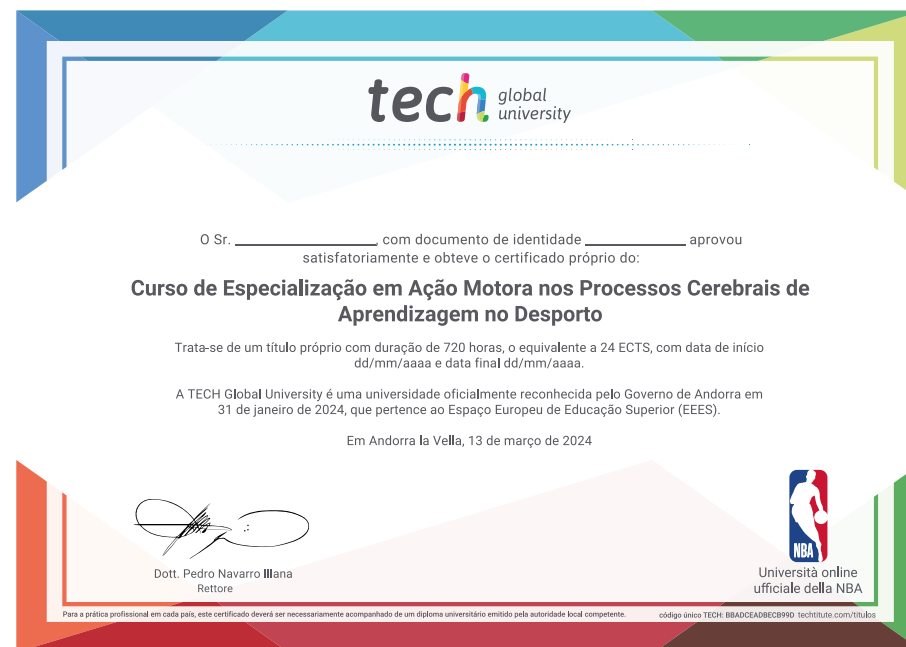 tech global university
O Sr. ____________, com documento de identidade ____________ aprovou
satisfatoriamente e obteve o certificado próprio do:
Curso de Especialização em Ação Motora nos Processos Cerebrais de
Aprendizagem no Desporto
Trata-se de um título próprio com duração de 720 horas, o equivalente a 24 ECTS, com data de início
dd/mm/aaaa e data final dd/mm/aaaa.
A TECH Global University é uma universidade oficialmente reconhecida pelo Governo de Andorra em
31 de janeiro de 2024, que pertence ao Espaço Europeu de Educação Superior (EEES).
Em Andorra la Vella, 13 de março de 2024
Dott. Pedro Navarro Illana
Rettore
NBA
Università online
ufficiale della NBA
Para a prática profissional em cada país, este certificado deverá ser necessariamente acompanhado de um diploma universitário emitido pela autoridade local competente.
código único TECH: BBADCEADBECB99D techtitute.com/titulos